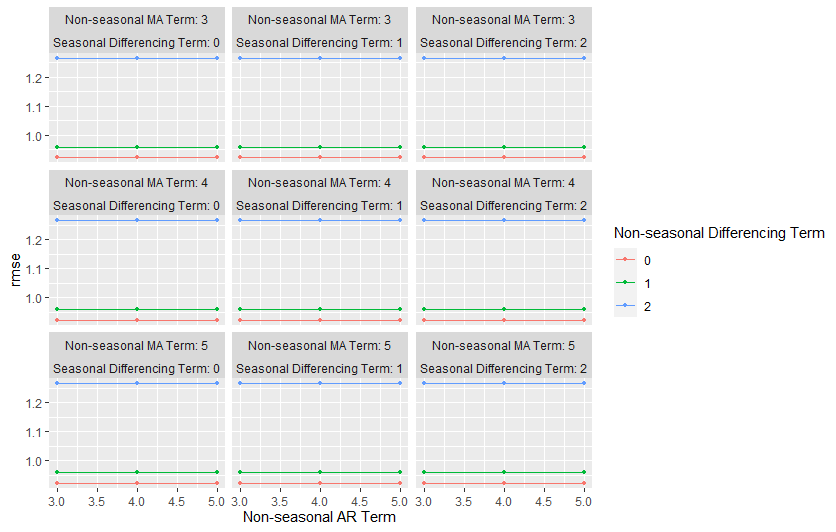 Non-seasonal MA Term: 3
Non-seasonal MA Term: 3
Non-seasonal MA Term: 3
Seasonal Differencing Term: 0
Seasonal Differencing Term: 1
Seasonal Differencing Term: 2
1.2
1.1
1.0
Non-seasonal MA Term: 4
Non-seasonal MA Term: 4
Non-seasonal MA Term: 4
Seasonal Differencing Term: 0
Seasonal Differencing Term: 1
Seasonal Differencing Term: 2
1.2
1.1
1.0
rmse
Non-seasonal MA Term: 5
Non-seasonal MA Term: 5
Non-seasonal MA Term: 5
Seasonal Differencing Term: 0
Seasonal Differencing Term: 1
Seasonal Differencing Term: 2
1.2
1.1
1.0
3.0 3.5 4.0 4.5 5.0
3.0 3.5 4.0 4.5 5.0
3.0 3.5 4.0 4.5 5.0
Non-seasonal AR Term
Non-seasonal Differencing Term
0
1
2